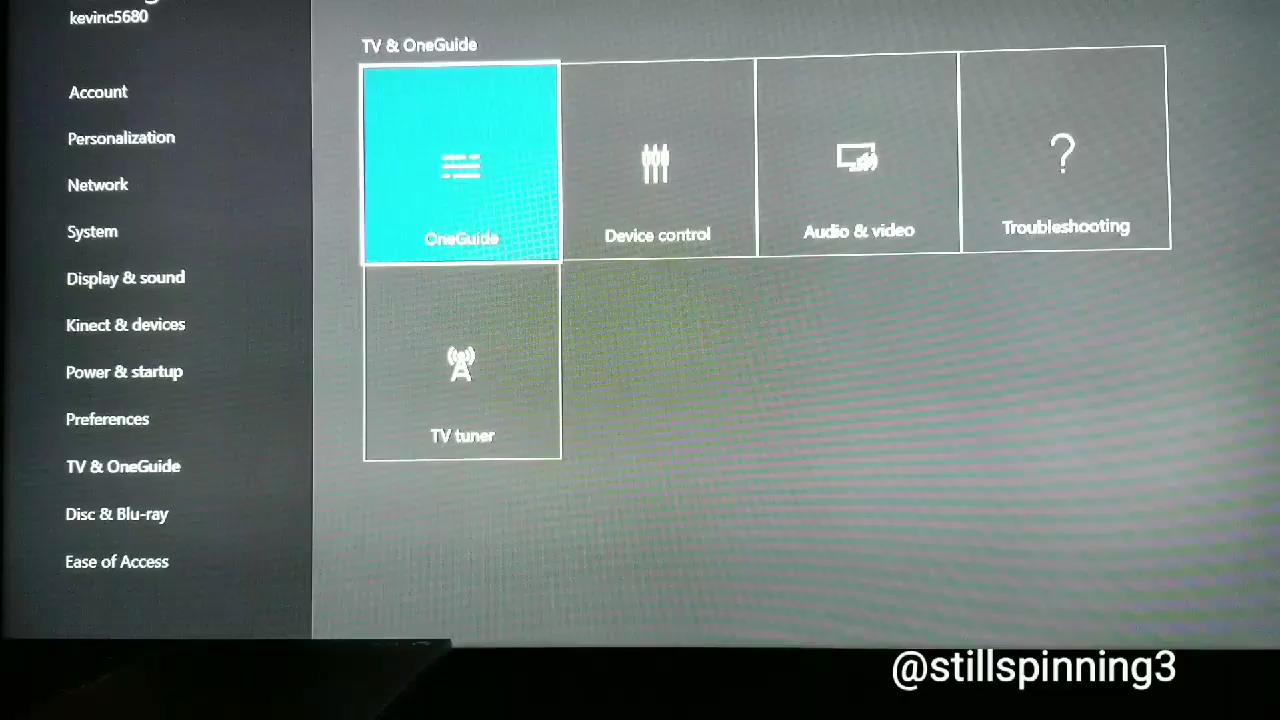 kevinc5680
Account
Personalization
Network
System
Display & sound
Kinect & devices
Power & startup
Preferences
TV & OneGuide
Disc & Blu-ray
Ease of Access
TV & OneGuide
OneGuide
Device control
Audio & video
Troubleshooting
TV tuner
@stillspinning3